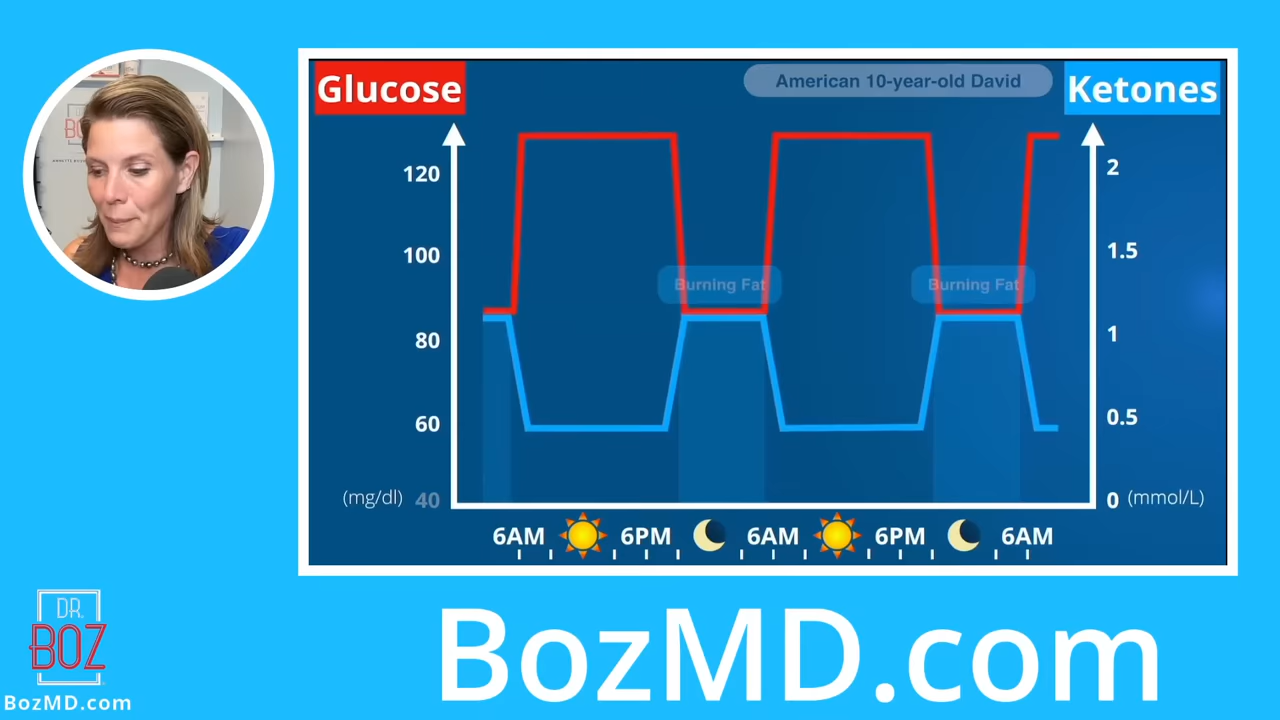 Glucose
American 10-year-old David
Ketones
120
100
80
60
(mg/dl) 40
2
1.5
1
0.5
0 (mmol/L)
Burning Fat
Burning Fat
6AM 6PM 6AM 6PM 6AM
DR.
BOZ
BozMD.com
BozMD.com